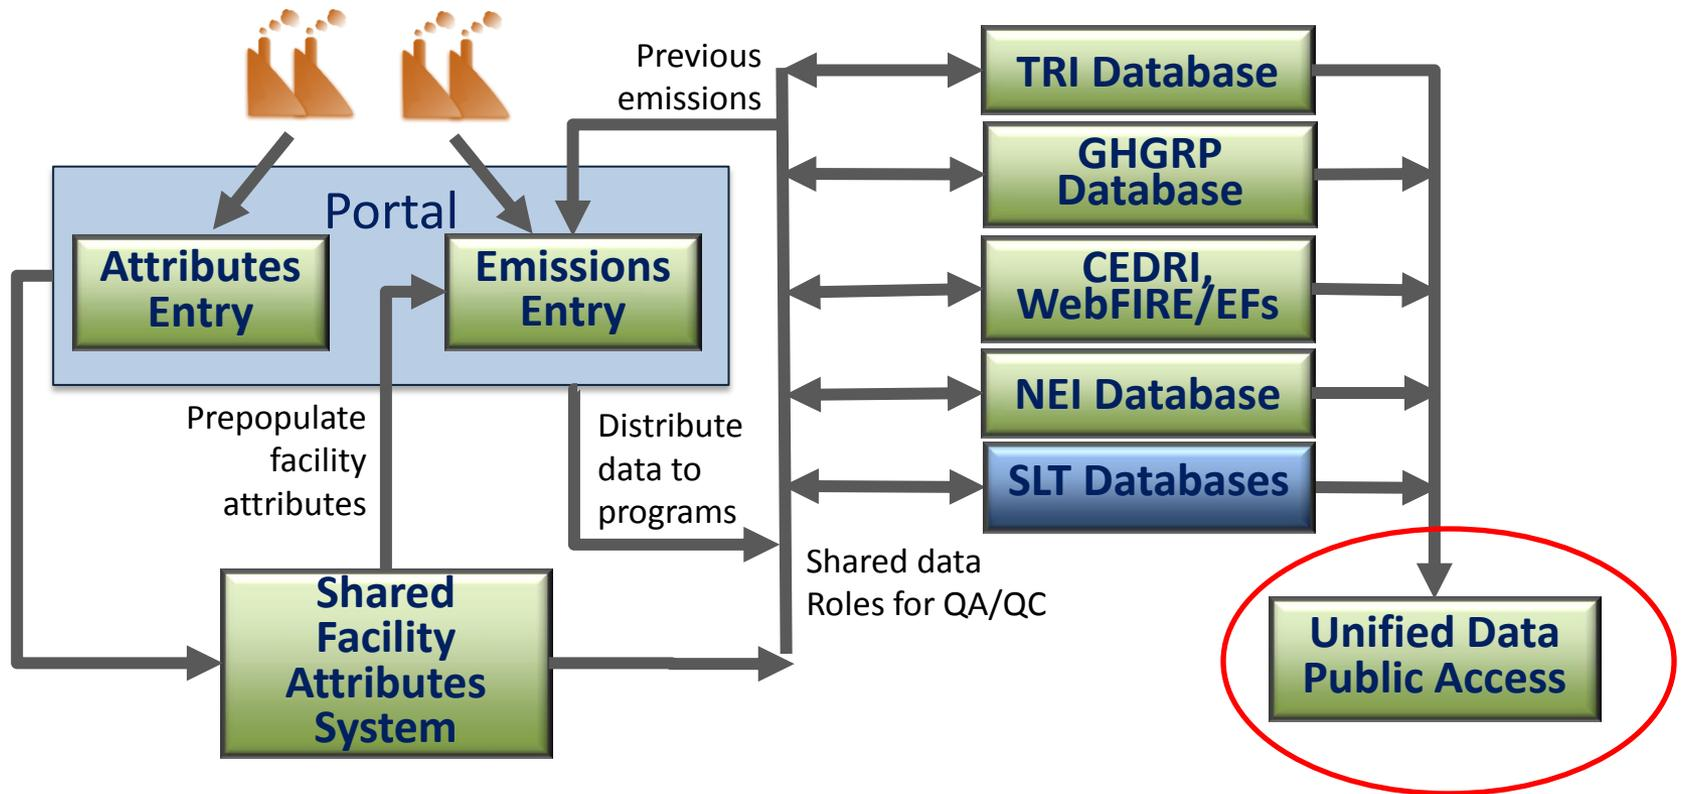 Previous
emissions
TRI Database
GHGRP
Database
Portal
Attributes
Entry
Emissions
Entry
CEDRI,
WebFIRE/EFs
NEI Database
Prepopulate
facility
attributes
Distribute
data to
programs
SLT Databases
Shared data
Roles for QA/QC
Shared
Facility
Attributes
System
Unified Data
Public Access